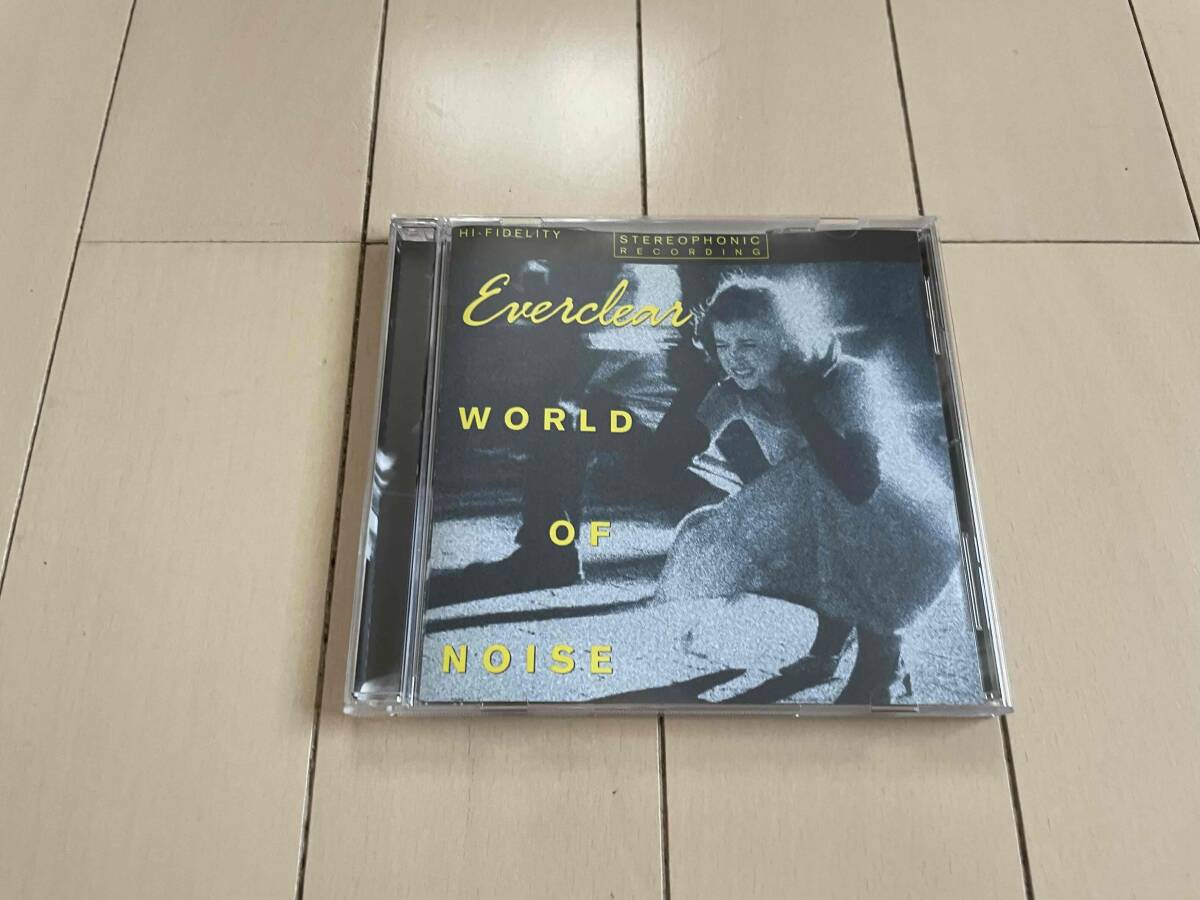 HI-FIDELITY
STEREOPHONIC
RECORDING
Everclear
WORLD
OF
NOISE